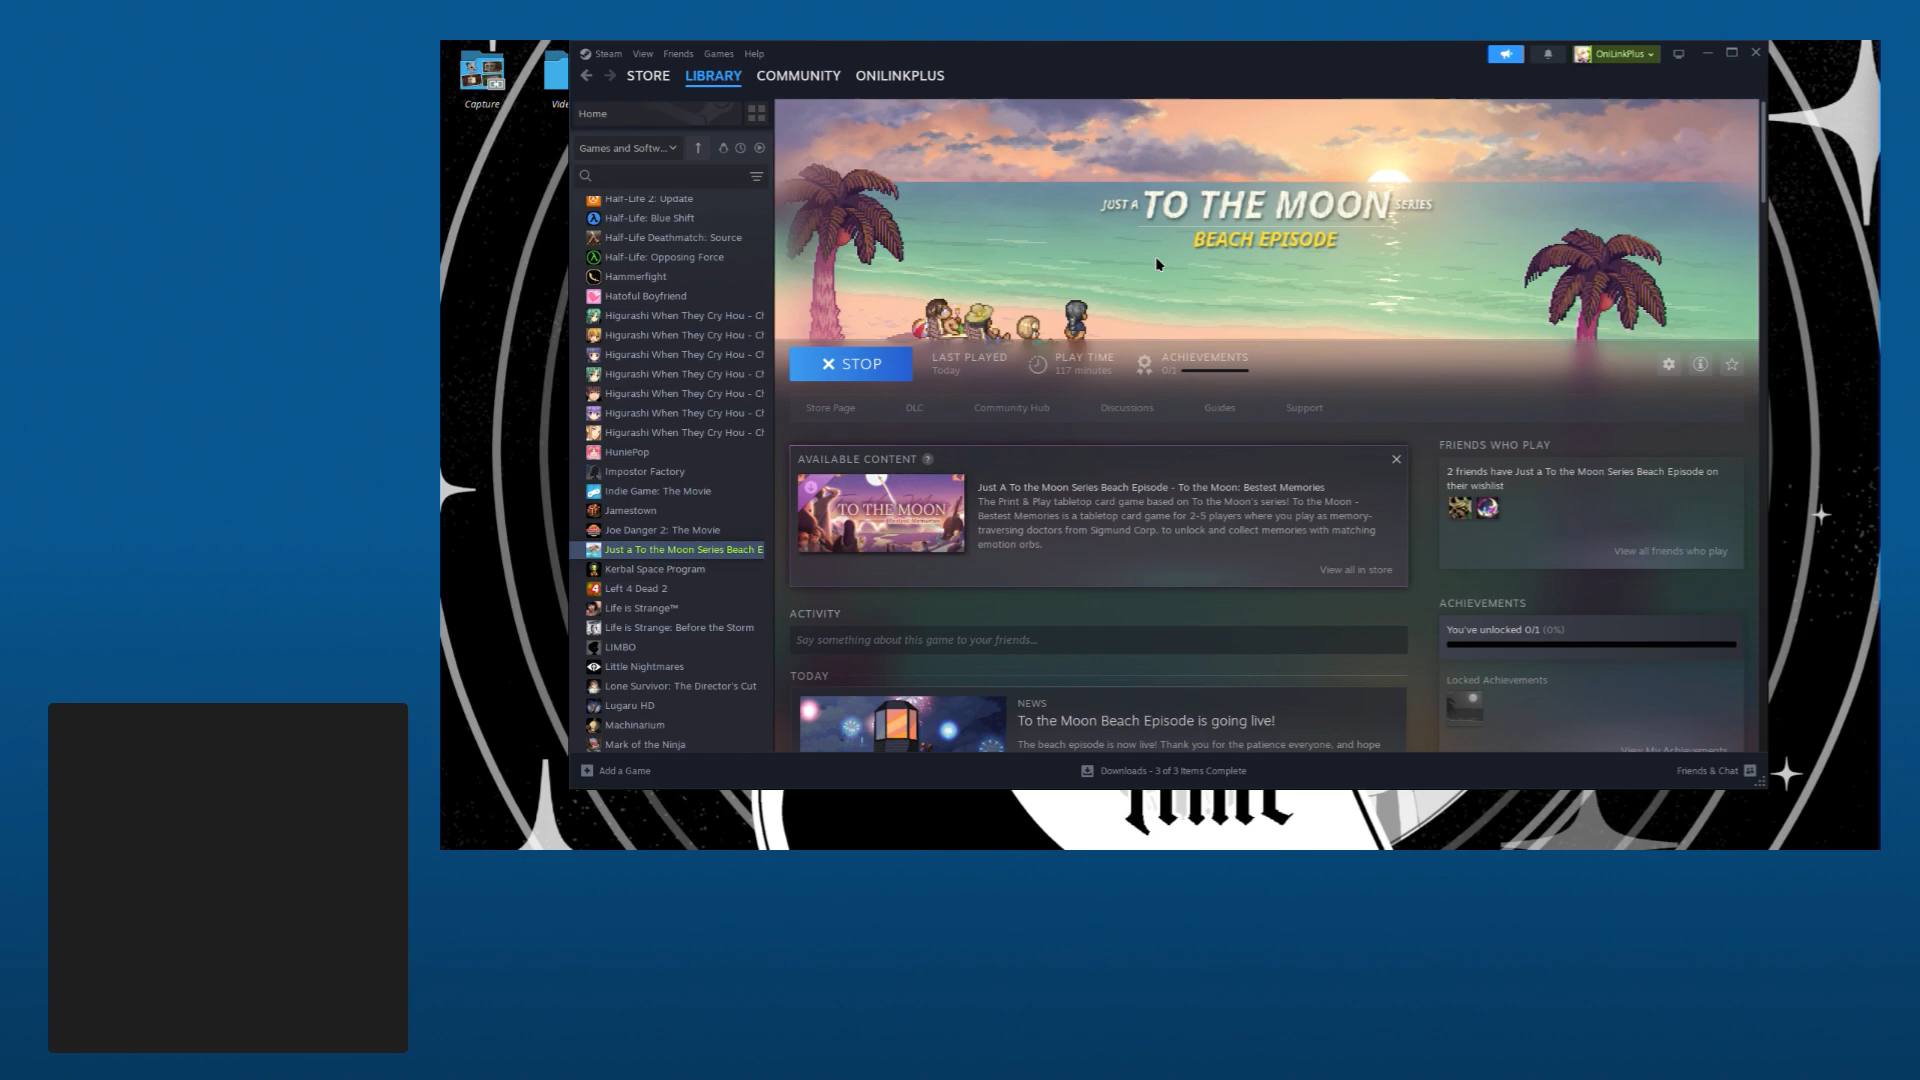 Capture
Vide
Steam View Friends Games Help
OniLinkPlus
STORE LIBRARY COMMUNITY ONILINKPLUS
Home
Games and Softw...
Half-Life 2: Update
Half-Life: Blue Shift
Half-Life Deathmatch: Source
Half-Life: Opposing Force
Hammerfight
Hatoful Boyfriend
Higurashi When They Cry Hou - Ch
Higurashi When They Cry Hou - Ch
Higurashi When They Cry Hou - Ch
Higurashi When They Cry Hou - Ch
Higurashi When They Cry Hou - Ch
Higurashi When They Cry Hou - Ch
Higurashi When They Cry Hou - Ch
HuniePop
Impostor Factory
Indie Game: The Movie
Jamestown
Joe Danger 2: The Movie
Just a To the Moon Series Beach E
Kerbal Space Program
Left 4 Dead 2
Life is Strange™
Life is Strange: Before the Storm
LIMBO
Little Nightmares
Lone Survivor: The Director's Cut
Lugaru HD
Machinarium
Mark of the Ninja
JUST A TO THE MOON SERIES
BEACH EPISODE
STOP
LAST PLAYED
Today
PLAY TIME
117 minutes
ACHIEVEMENTS
0/1
Store Page DLC Community Hub Discussions Guides Support
AVAILABLE CONTENT ?
TO THE MOON
Bestest Memories
Just A To the Moon Series Beach Episode - To the Moon: Bestest Memories
The Print & Play tabletop card game based on To the Moon's series! To the Moon -
Bestest Memories is a tabletop card game for 2-5 players where you play as memory-
traversing doctors from Sigmund Corp. to unlock and collect memories with matching
emotion orbs.
View all in store
ACTIVITY
Say something about this game to your friends...
TODAY
NEWS
To the Moon Beach Episode is going live!
The beach episode is now live! Thank you for the patience everyone, and hope
FRIENDS WHO PLAY
2 friends have Just a To the Moon Series Beach Episode on
their wishlist
View all friends who play
ACHIEVEMENTS
You've unlocked 0/1 (0%)
Locked Achievements
View My Achievements
Add a Game
Downloads - 3 of 3 Items Complete
Friends & Chat